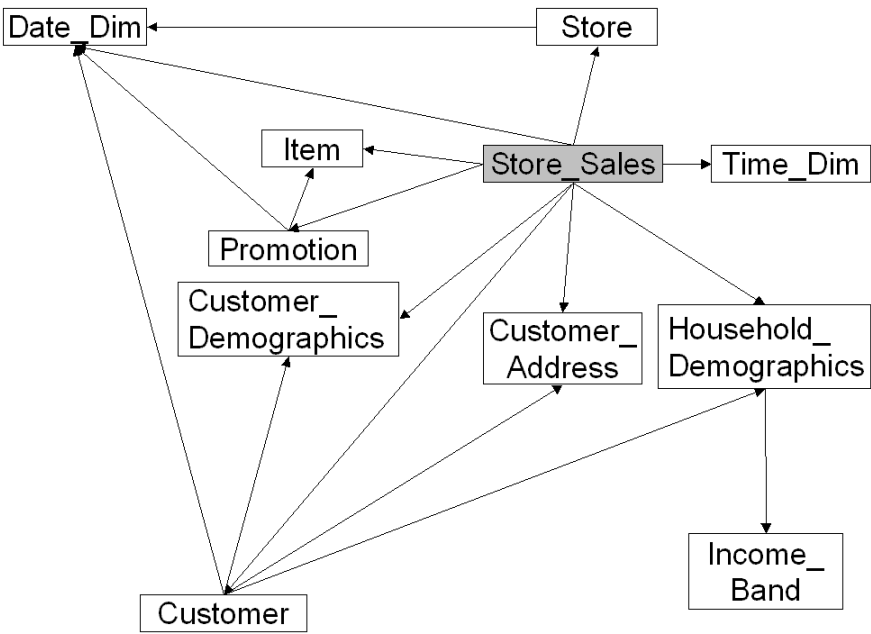 Date_Dim
Store
Item
Store_Sales
Time_Dim
Promotion
Customer_
Demographics
Customer_
Address
Household_
Demographics
Income_
Band
Customer